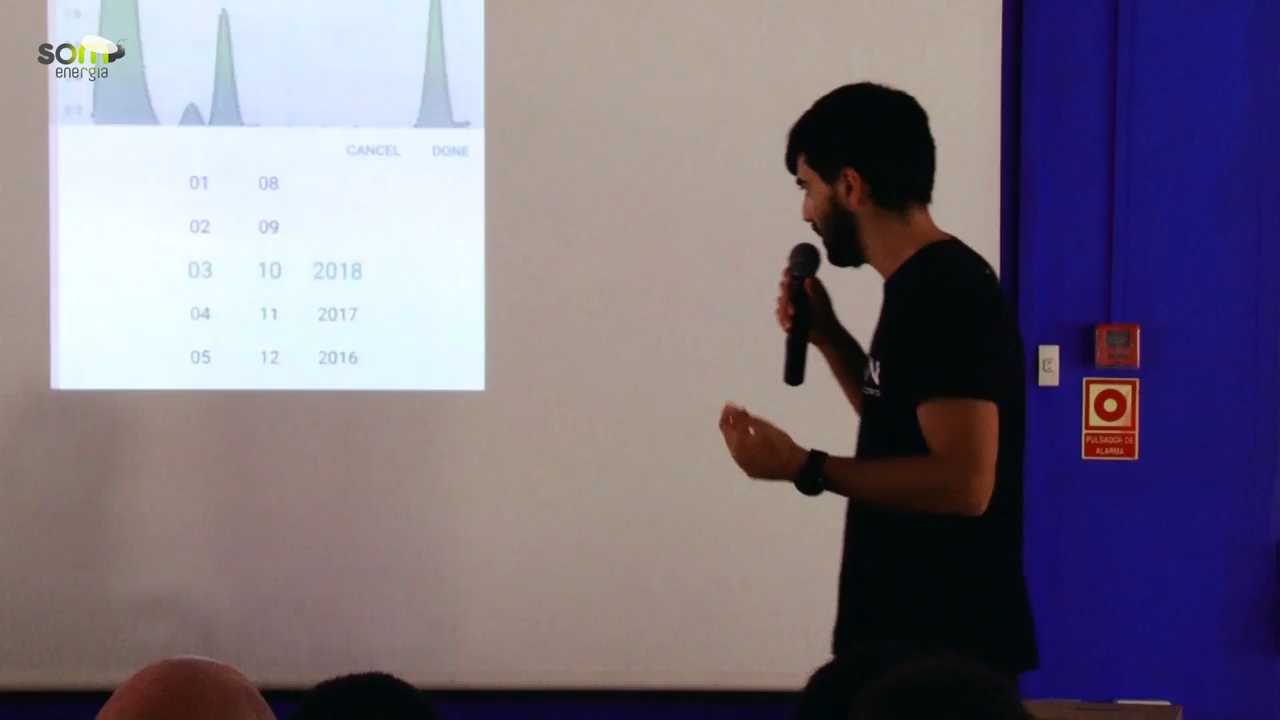 som
energia
CANCEL DONE
01 08
02 09
03 10 2018
04 11 2017
05 12 2016
PULSADOR DE
ALARMA